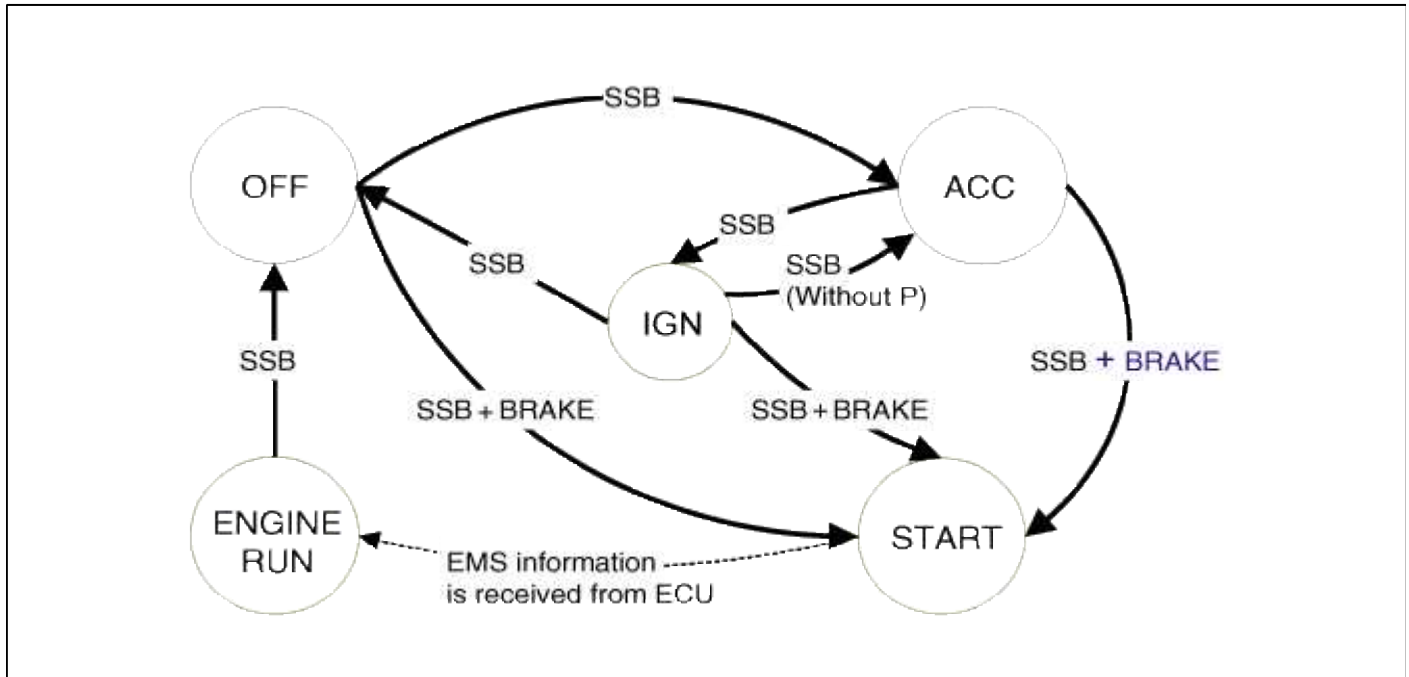 SSB
OFF
ACC
SSB
SSB
SSB
(Without P)
IGN
SSB
SSB + BRAKE
SSB + BRAKE
SSB + BRAKE
ENGINE
RUN
START
EMS information
is received from ECU